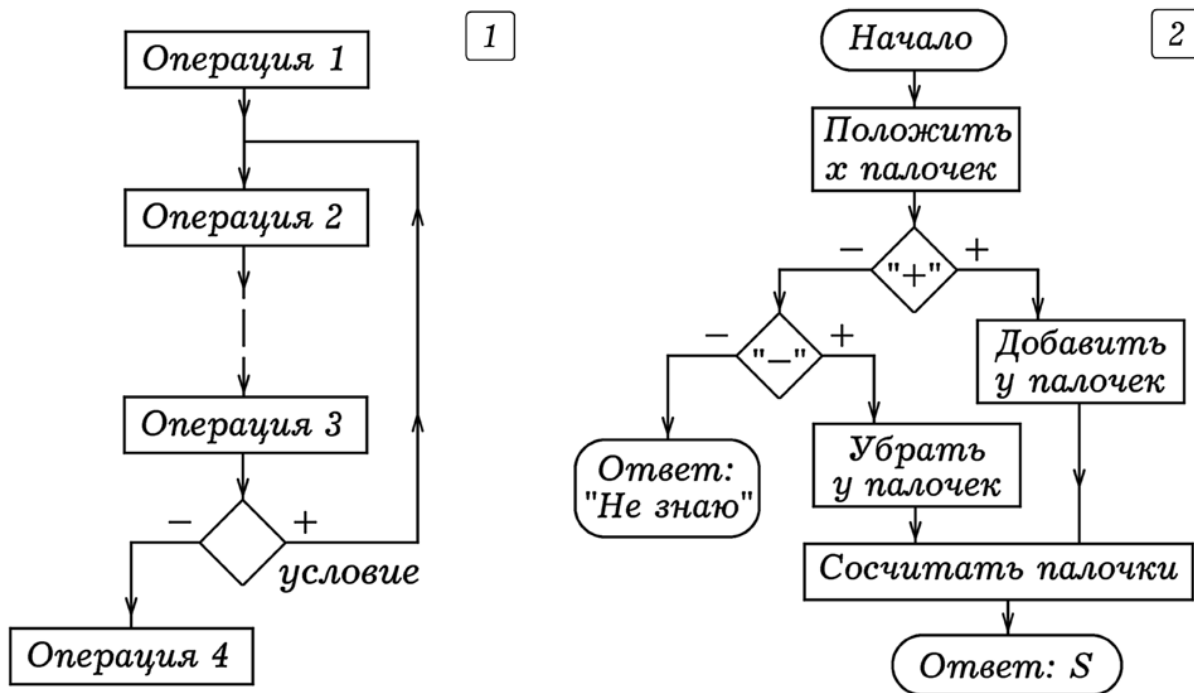 1
Операция 1
Операция 2
Операция 3
− +
условие
Операция 4
2
Начало
Положить
x палочек
− "+" +
− "−" +
Добавить
y палочек
Ответ:
"Не знаю"
Убрать
y палочек
Сосчитать палочки
Ответ: S